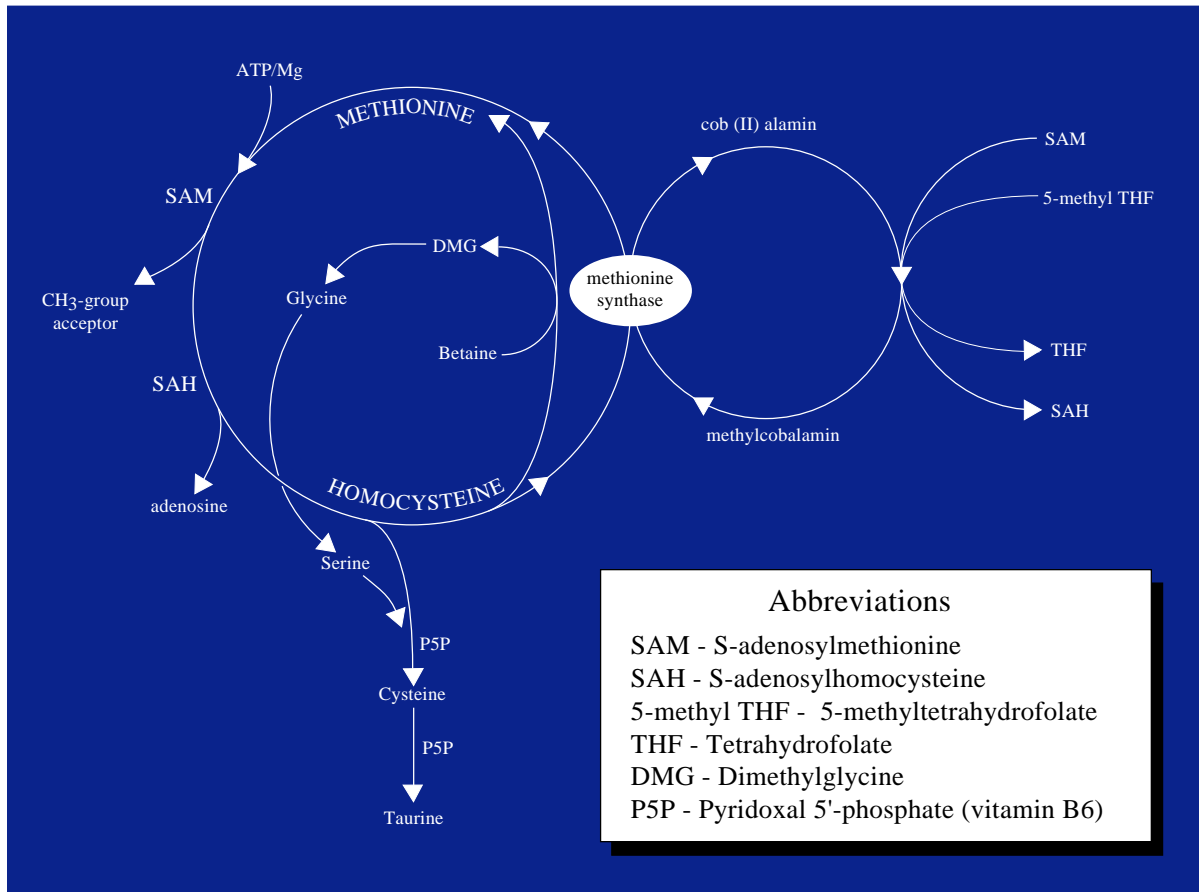 ATP/Mg
METHIONINE
cob (II) alamin
SAM
SAM
5-methyl THF
DMG
methionine
synthase
Glycine
CH3-group
acceptor
Betaine
THF
SAH
SAH
methylcobalamin
HOMOCYSTEINE
adenosine
Serine
P5P
Cysteine
P5P
Taurine
Abbreviations
SAM - S-adenosylmethionine
SAH - S-adenosylhomocysteine
5-methyl THF - 5-methyltetrahydrofolate
THF - Tetrahydrofolate
DMG - Dimethylglycine
P5P - Pyridoxal 5'-phosphate (vitamin B6)